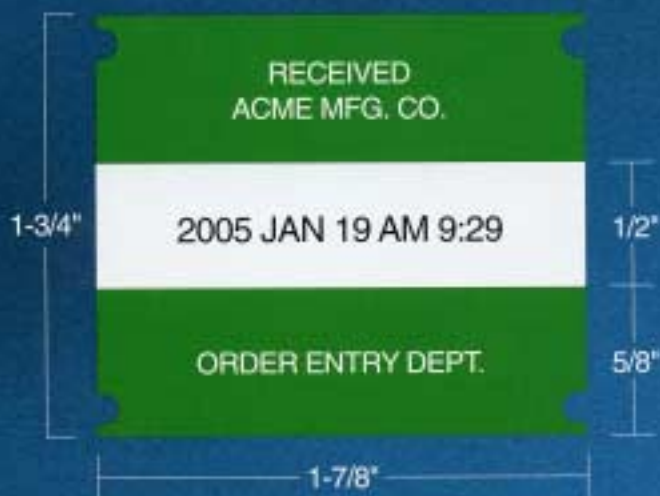 RECEIVED
ACME MFG. CO.
1-3/4"
2005 JAN 19 AM 9:29
1/2"
ORDER ENTRY DEPT.
5/8"
1-7/8"